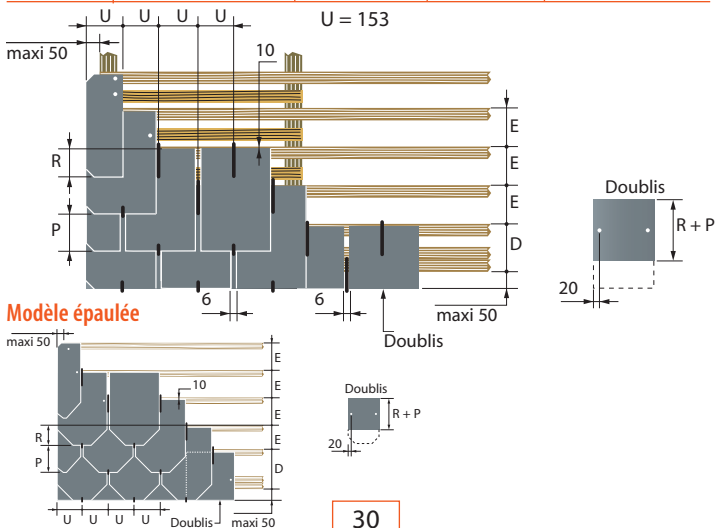 U U U U
U = 153
maxi 50
10
R
P
E
E
E
D
6
6
maxi 50
Doublis
Doublis
R + P
20
Modèle épaulée
maxi 50
10
E
E
E
E
D
R
P
U U U U
Doublis
maxi 50
Doublis
R + P
20
30